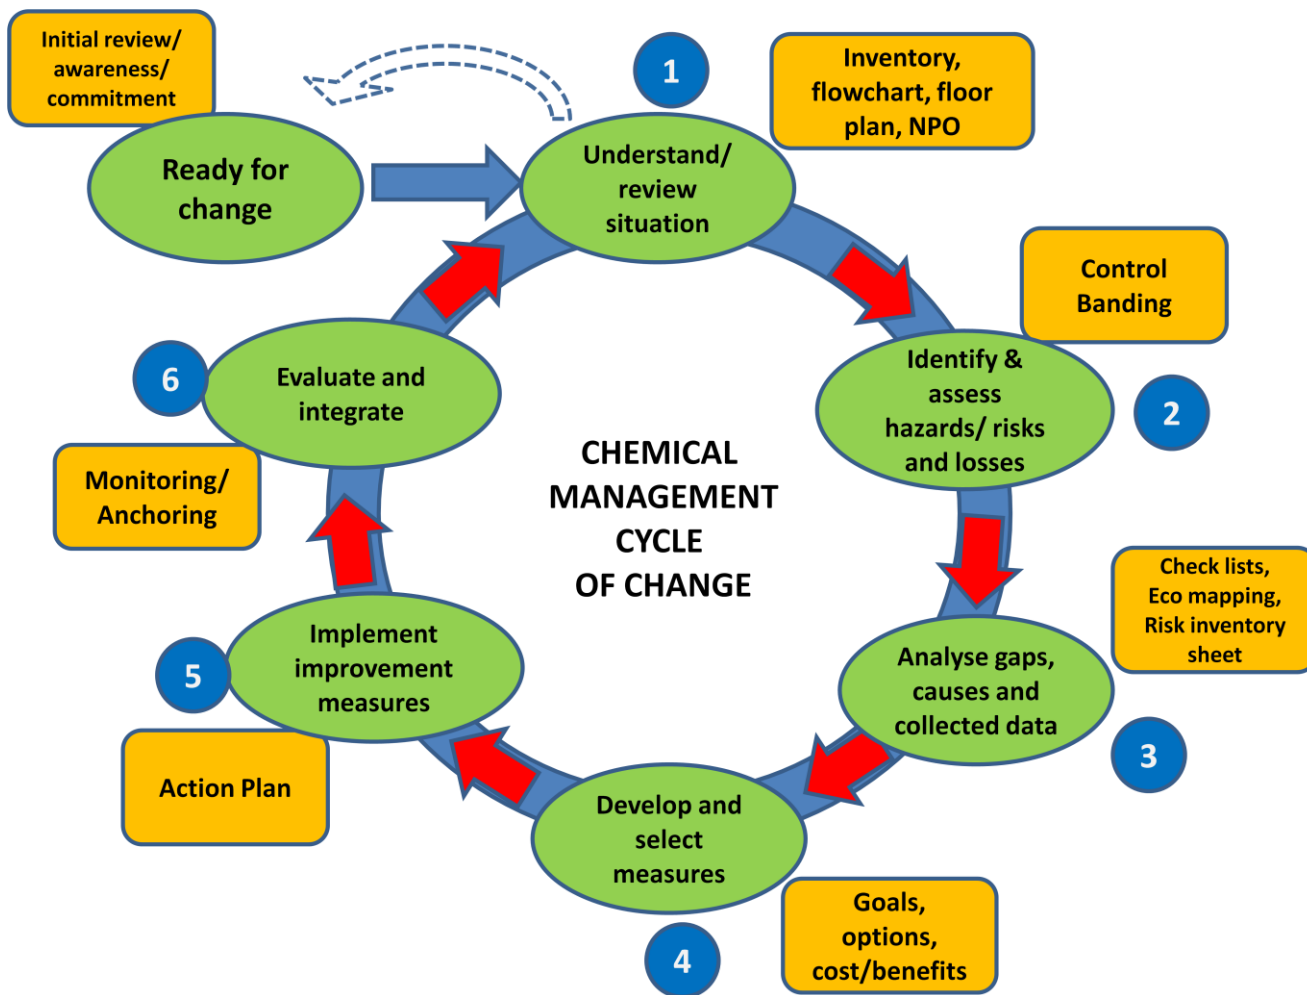 Initial review/
awareness/
commitment
Ready for
change
1
Understand/
review
situation
Inventory,
flowchart, floor
plan, NPO
Control
Banding
Identify &
assess
hazards/ risks
and losses
2
Check lists,
Eco mapping,
Risk inventory
sheet
Analyse gaps,
causes and
collected data
3
Develop and
select
measures
4
Goals,
options,
cost/benefits
Implement
improvement
measures
5
Action Plan
Evaluate and
integrate
6
Monitoring/
Anchoring
CHEMICAL
MANAGEMENT
CYCLE
OF CHANGE